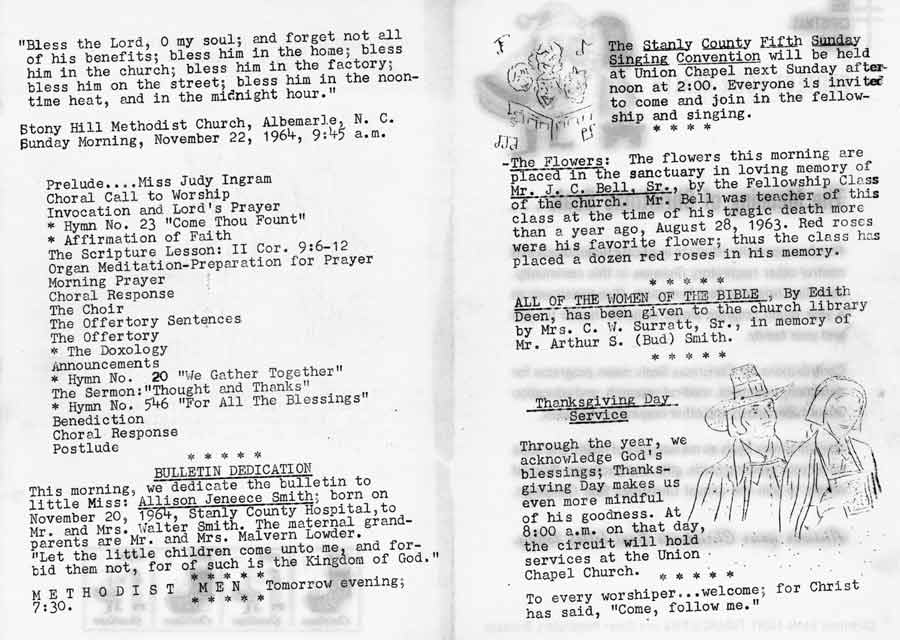 "Bless the Lord, O my soul; and forget not all
of his benefits; bless him in the home; bless
him in the church; bless him in the factory;
bless him on the street; bless him in the noon-
time heat, and in the midnight hour."
Stony Hill Methodist Church, Albemarle, N. C.
Sunday Morning, November 22, 1964, 9:45 a.m.
Prelude....Miss Judy Ingram
Choral Call to Worship
Invocation and Lord's Prayer
* Hymn No. 23 "Come Thou Fount"
* Affirmation of Faith
The Scripture Lesson: II Cor. 9:6-12
Organ Meditation-Preparation for Prayer
Morning Prayer
Choral Response
The Choir
The Offertory Sentences
The Offertory
* The Doxology
Announcements
* Hymn No. 20 "We Gather Together"
The Sermon:"Thought and Thanks"
* Hymn No. 546 "For All The Blessings"
Benediction
Choral Response
Postlude
* * * * *
BULLETIN DEDICATION
This morning, we dedicate the bulletin to
little Miss: Allison Jeneece Smith; born on
November 20, 1964, Stanly County Hospital,to
Mr. and Mrs. Walter Smith. The maternal grand-
parents are Mr. and Mrs. Malvern Lowder.
"Let the little children come unto me, and for-
bid them not, for of such is the Kingdom of God."
* * * * *
M E T H O D I S T M E N Tomorrow evening;
7:30.
* * * * *
The Stanly County Fifth Sunday
Singing Convention will be held
at Union Chapel next Sunday after-
noon at 2:00. Everyone is invited
to come and join in the fellow-
ship and singing.
* * * *
-The Flowers: The flowers this morning are
placed in the sanctuary in loving memory of
Mr. J. C. Bell, Sr., by the Fellowship Class
of the church. Mr. Bell was teacher of this
class at the time of his tragic death more
than a year ago, August 28, 1963. Red roses
were his favorite flower; thus the class has
placed a dozen red roses in his memory.
* * * * *
ALL OF THE WOMEN OF THE BIBLE , By Edith
Deen, has been given to the church library
by Mrs. C. W. Surratt, Sr., in memory of
Mr. Arthur S. (Bud) Smith.
* * * * *
Thanksgiving Day
Service
Through the year, we
acknowledge God's
blessings; Thanks-
giving Day makes us
even more mindful
of his goodness. At
8:00 a.m. on that day,
the circuit will hold
services at the Union
Chapel Church.
* * * * *
To every worshiper...welcome; for Christ
has said, "Come, follow me."